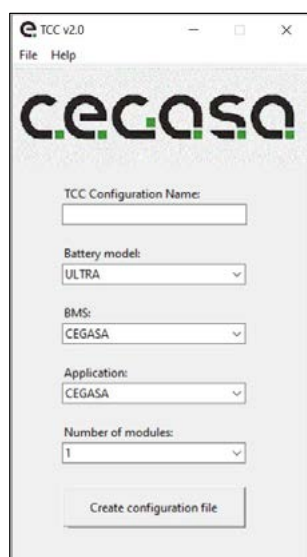 TCC v2.0
File Help
cegasa
TCC Configuration Name:
Battery model:
ULTRA
BMS:
CEGASA
Application:
CEGASA
Number of modules:
1
Create configuration file